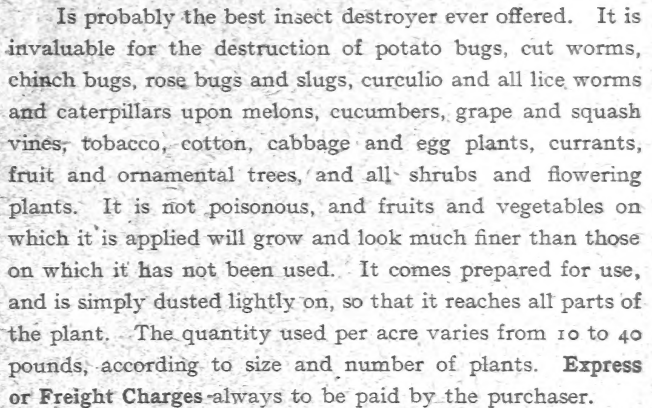 Is probably the best insect destroyer ever offered. It is
invaluable for the destruction of potato bugs, cut worms,
chinch bugs, rose bugs and slugs, curculio and all lice worms
and caterpillars upon melons, cucumbers, grape and squash
vines, tobacco, cotton, cabbage and egg plants, currants,
fruit and ornamental trees, and all shrubs and flowering
plants. It is not poisonous, and fruits and vegetables on
which it is applied will grow and look much finer than those
on which it has not been used. It comes prepared for use,
and is simply dusted lightly on, so that it reaches all parts of
the plant. The quantity used per acre varies from 10 to 40
pounds, according to size and number of plants. Express
or Freight Charges always to be paid by the purchaser.